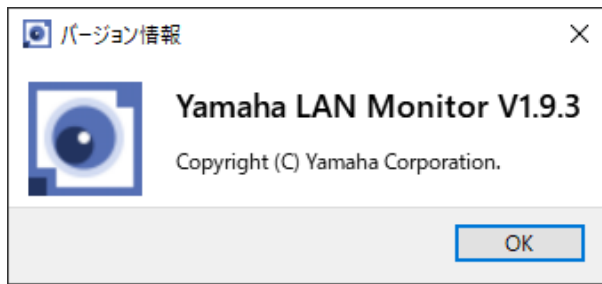 バージョン情報
Yamaha LAN Monitor V1.9.3
Copyright (C) Yamaha Corporation.
OK